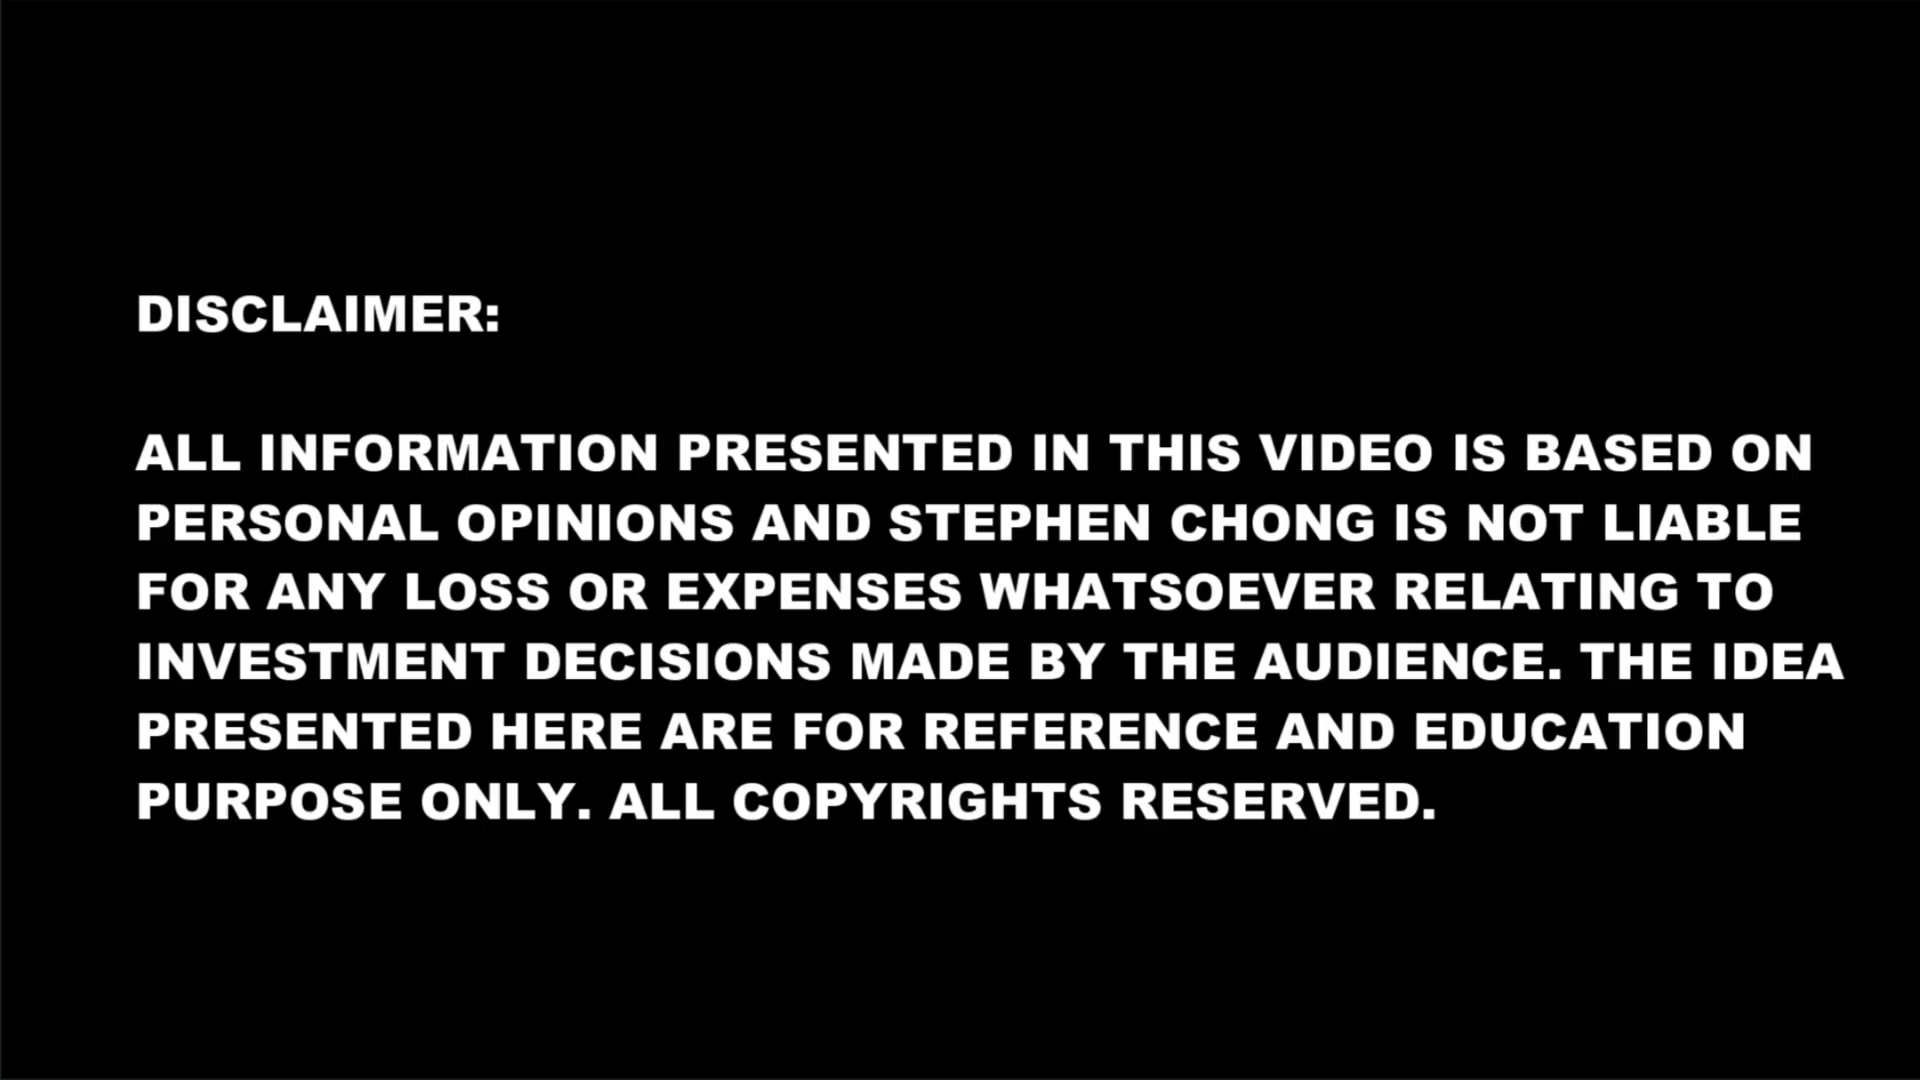 DISCLAIMER:
ALL INFORMATION PRESENTED IN THIS VIDEO IS BASED ON
PERSONAL OPINIONS AND STEPHEN CHONG IS NOT LIABLE
FOR ANY LOSS OR EXPENSES WHATSOEVER RELATING TO
INVESTMENT DECISIONS MADE BY THE AUDIENCE. THE IDEA
PRESENTED HERE ARE FOR REFERENCE AND EDUCATION
PURPOSE ONLY. ALL COPYRIGHTS RESERVED.